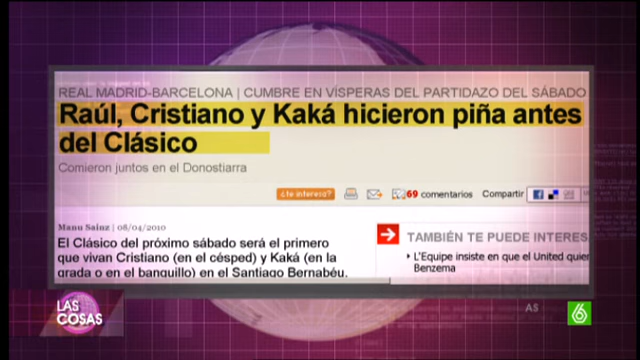 REAL MADRID-BARCELONA | CUMBRE EN VÍSPERAS DEL PARTIDAZO DEL SÁBADO
Raúl, Cristiano y Kaká hicieron piña antes
del Clásico
Comieron juntos en el Donostiarra
¿te interesa?
69 comentarios
Compartir
Manu Sainz | 08/04/2010
El Clásico del próximo sábado será el primero
que vivan Cristiano (en el césped) y Kaká (en la
grada o en el banquillo) en el Santiago Bernabéu.
TAMBIÉN TE PUEDE INTERES
L'Equipe insiste en que el United quier
Benzema
LAS
COSAS
AS
6